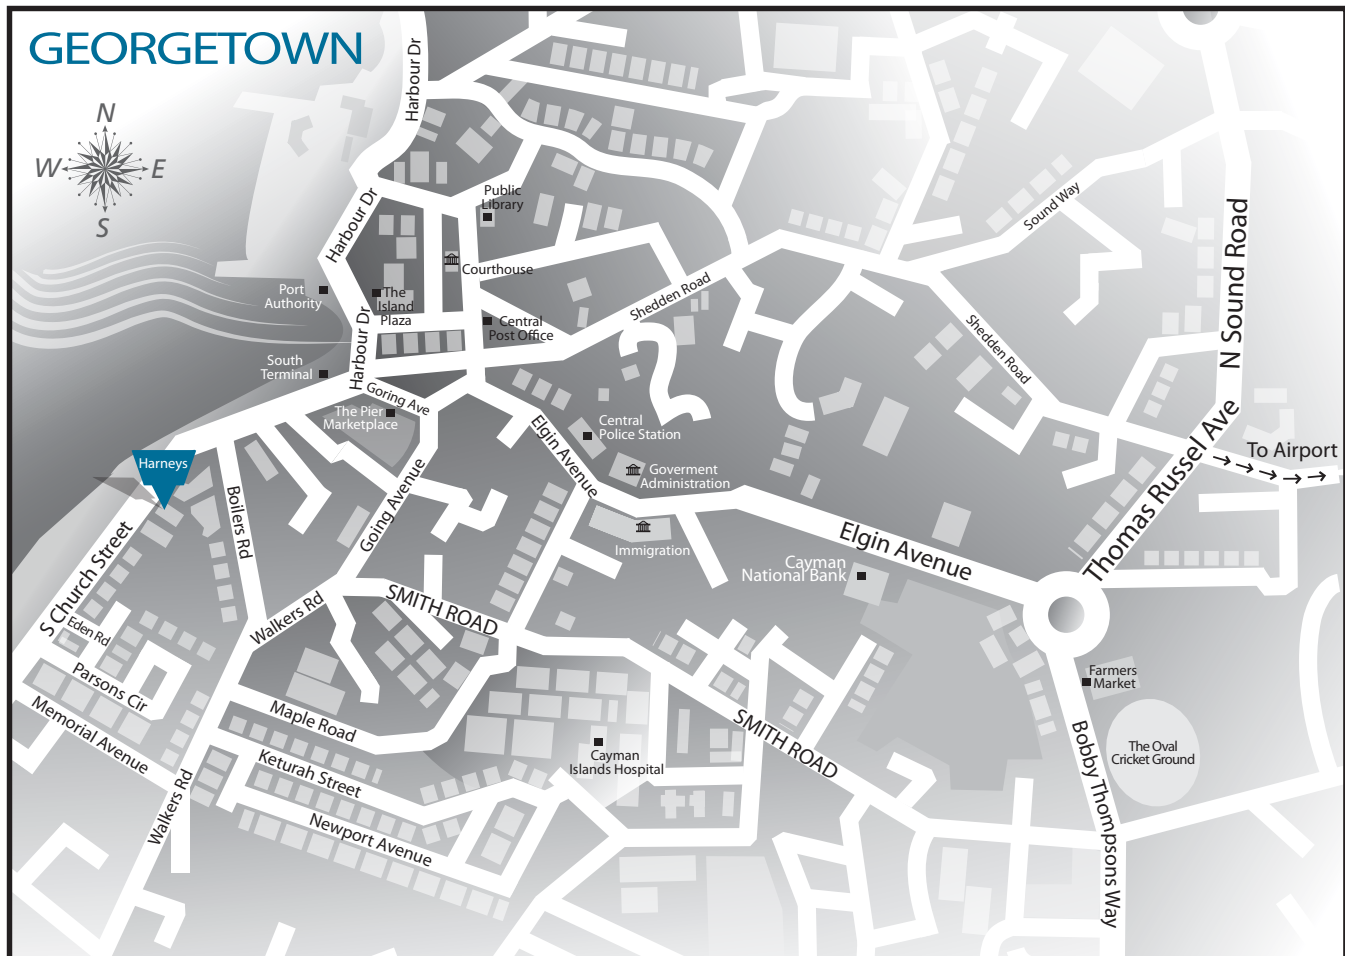 GEORGETOWN
N
W
E
S
Harbour Dr
Harbour Dr
Harbour Dr
Public
Library
Courthouse
Port
Authority
The
Island
Plaza
Central
Post Office
South
Terminal
Goring Ave
The Pier
Marketplace
Shedden Road
Sound Way
N Sound Road
Shedden Road
Central
Police Station
Elgin Avenue
Goverment
Administration
Immigration
Thomas Russel Ave
To Airport
Harneys
Boilers Rd
Going Avenue
S Church Street
Elgin Avenue
Cayman
National Bank
Walkers Rd
SMITH ROAD
Eden Rd
Parsons Cir
Memorial Avenue
Maple Road
Keturah Street
Newport Avenue
Walkers Rd
Cayman
Islands Hospital
SMITH ROAD
Farmers
Market
The Oval
Cricket Ground
Bobby Thompsons Way